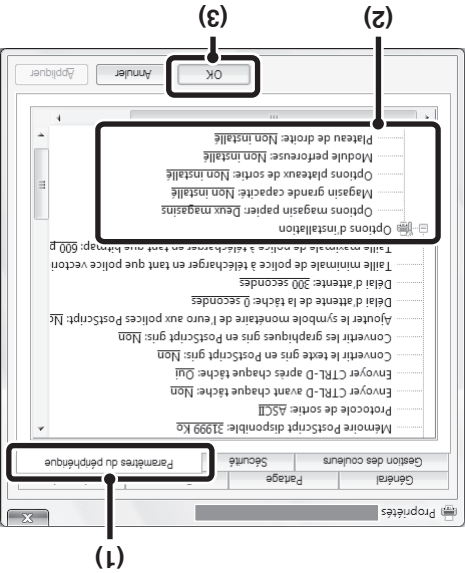 (1)
Propriétés
Général Partage
Gestion des couleurs Sécurité Paramètres du périphérique
Mémoire PostScript disponible: 31999 Ko
Protocole de sortie: ASCII
Envoyer CTRL-D avant chaque tâche: Non
Envoyer CTRL-D après chaque tâche: Oui
Convertir le texte gris en PostScript gris: Non
Convertir les graphiques gris en PostScript gris: Non
Ajouter le symbole monétaire de l'euro aux polices PostScript: No
Délai d'attente de la tâche: 0 secondes
Délai d'attente: 300 secondes
Taille minimale de police à télécharger en tant que police vectori
Taille maximale de police à télécharger en tant que bitmap: 600 p
Options d'installation
Options magasin papier: Deux magasins
Magasin grande capacité: Non installé
Options plateaux de sortie: Non installé
Module perforeuse: Non installé
Plateau de droite: Non installé
OK Annuler Appliquer
(2) (3)